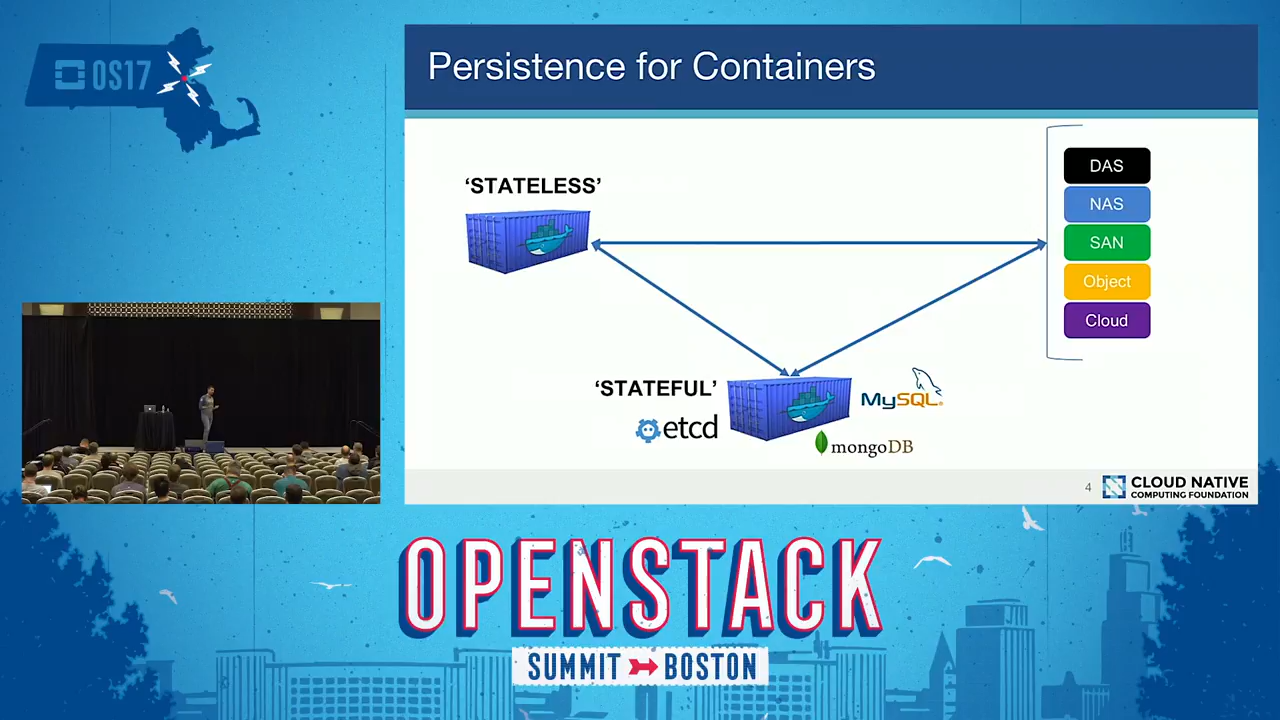 OS17
Persistence for Containers
‘STATELESS’
DAS
NAS
SAN
Object
Cloud
‘STATEFUL’
etcd
MySQL®
mongoDB
4
CLOUD NATIVE
COMPUTING FOUNDATION
OPENSTACK
SUMMIT BOSTON